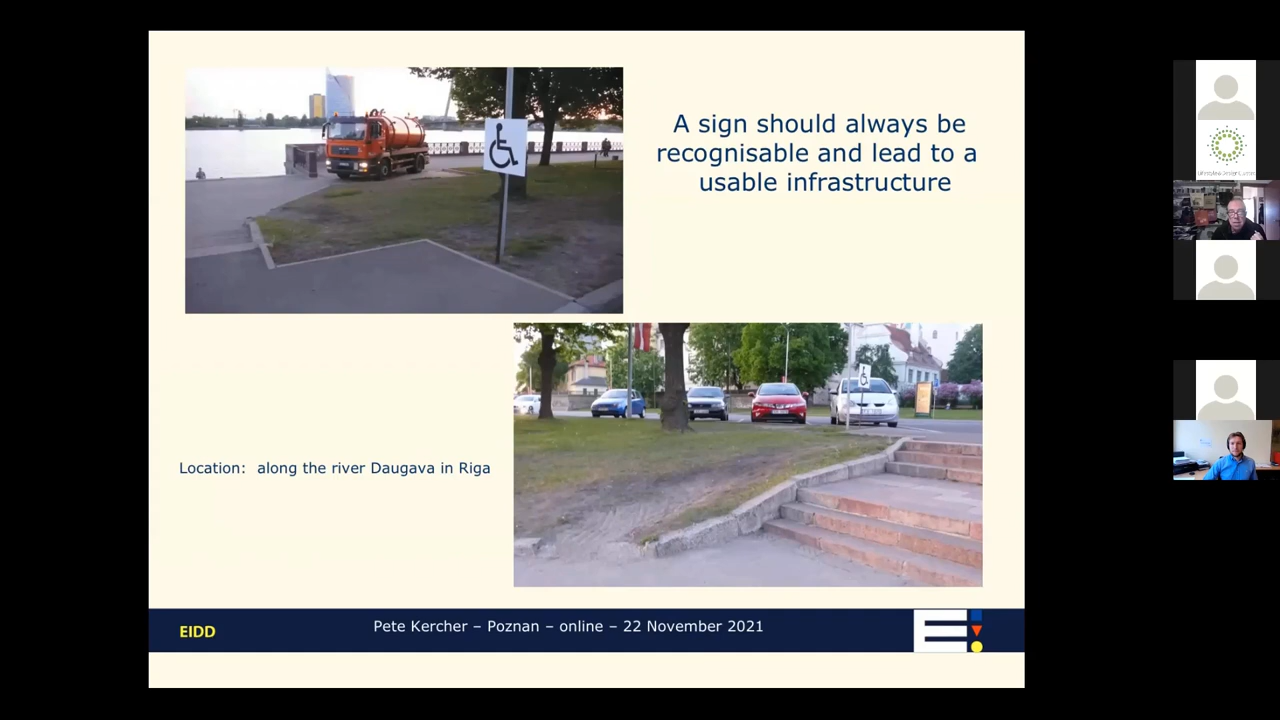 A sign should always be
recognisable and lead to a
usable infrastructure
Location: along the river Daugava in Riga
EIDD
Pete Kercher – Poznan – online – 22 November 2021